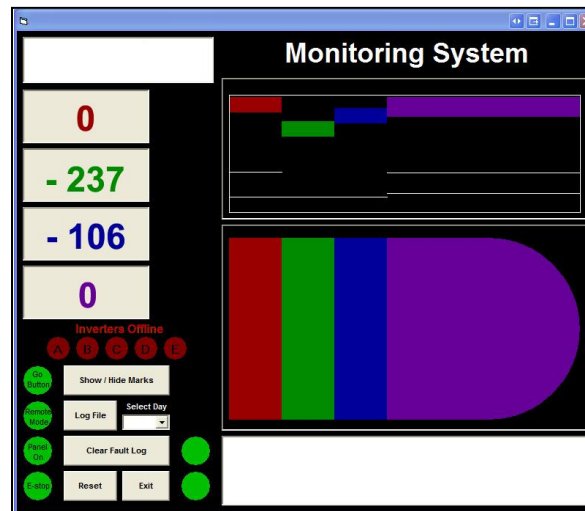 Monitoring System
0
- 237
- 106
0
Inverters Offline
A B C D E
Go
Button
Show / Hide Marks
Remote
Mode
Log File
Select Day
Panel
On
Clear Fault Log
E-stop
Reset
Exit